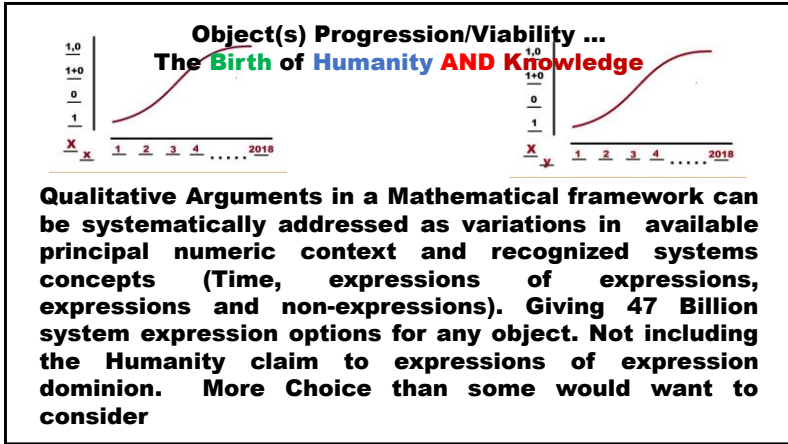 Object(s) Progression/Viability ...
The Birth of Humanity AND Knowledge
1,0
1+0
0
1
X x 1 2 3 4 ..... 2018
1,0
1+0
0
1
X y 1 2 3 4 ..... 2018
Qualitative Arguments in a Mathematical framework can
be systematically addressed as variations in available
principal numeric context and recognized systems
concepts (Time, expressions of expressions,
expressions and non-expressions). Giving 47 Billion
system expression options for any object. Not including
the Humanity claim to expressions of expression
dominion. More Choice than some would want to
consider